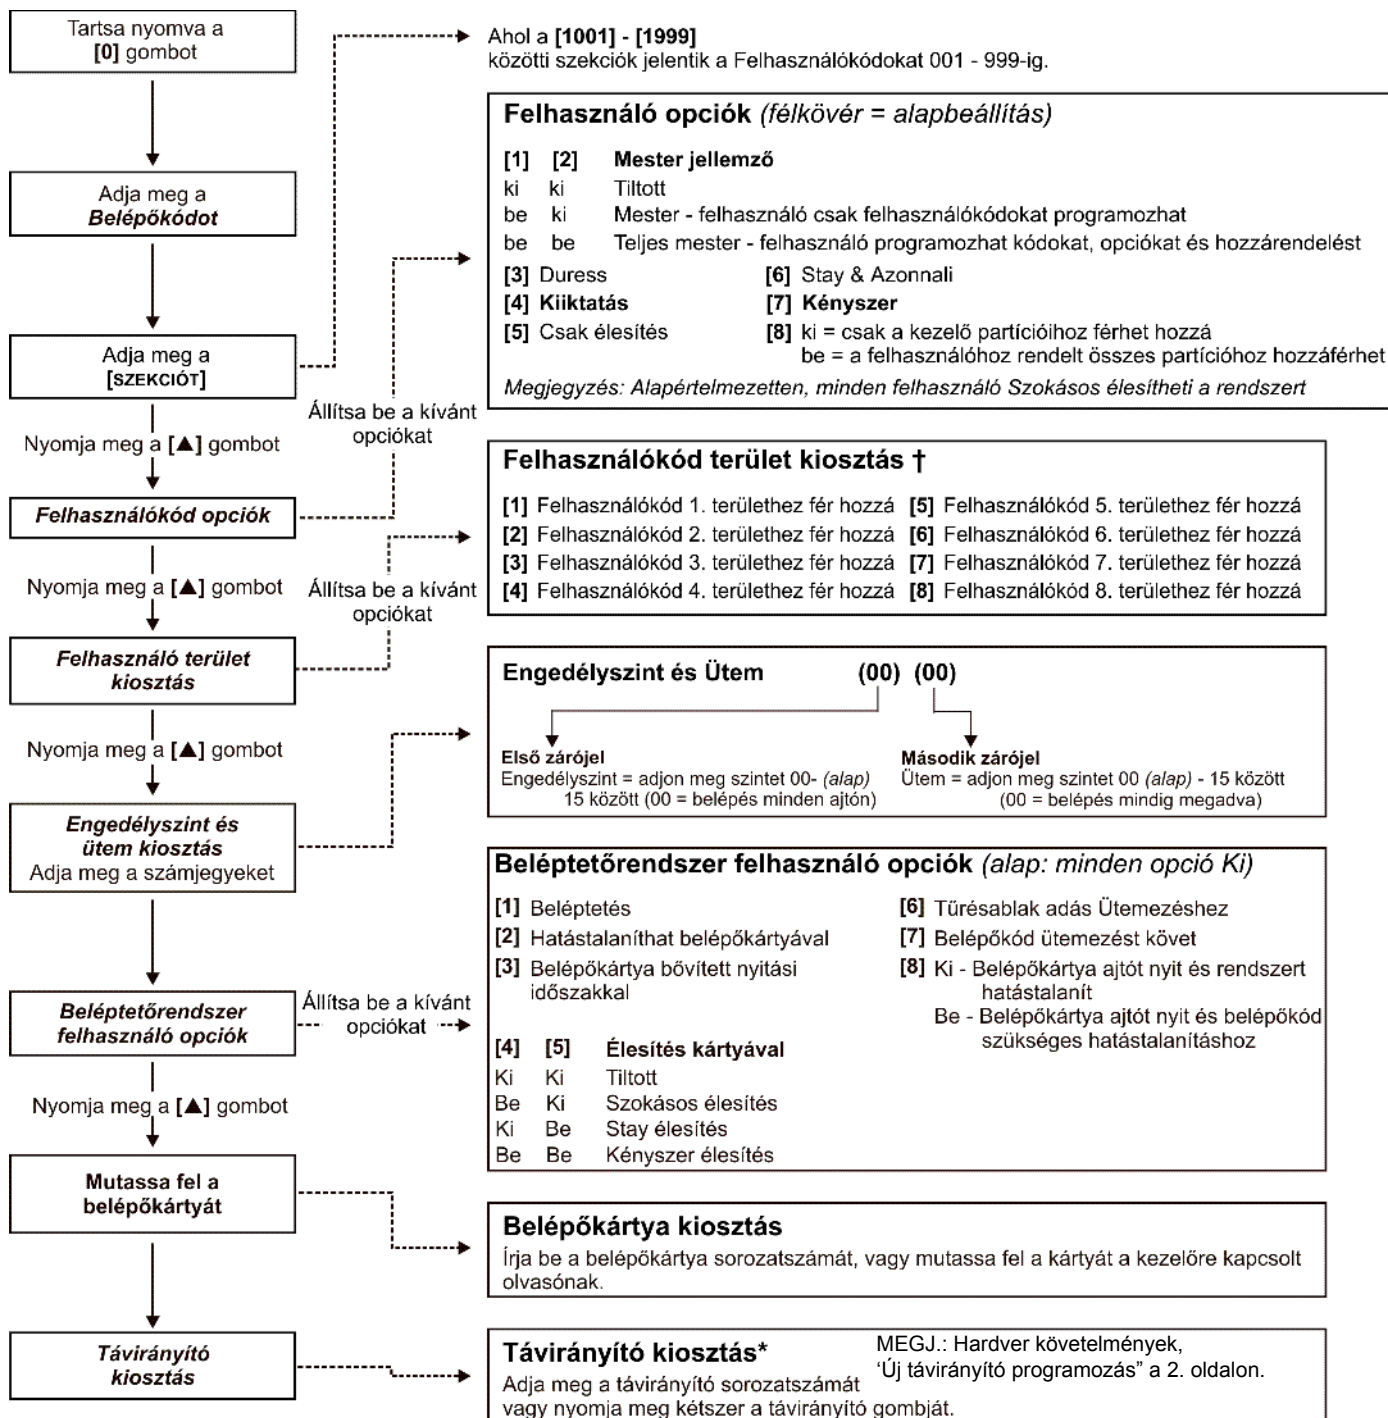 Tartsa nyomva a
[0] gombot
Adja meg a
Belépőkódot
Adja meg a
[SZEKCIÓT]
Nyomja meg a [▲] gombot
Felhasználókód opciók
Nyomja meg a [▲] gombot
Felhasználó terület
kiosztás
Nyomja meg a [▲] gombot
Engedélyszint és
ütem kiosztás
Adja meg a számjegyeket
Beléptetőrendszer
felhasználó opciók
Nyomja meg a [▲] gombot
Mutassa fel a
belépőkártyát
Távirányító
kiosztás
Állítsa be a kívánt
opciókat
Állítsa be a kívánt
opciókat
Állítsa be a kívánt
opciókat
Ahol a [1001] - [1999]
közötti szekciók jelentik a Felhasználókódokat 001 - 999-ig.
Felhasználó opciók (félkövér = alapbeállítás)
[1] [2] Mester jellemző
ki ki Tiltott
be ki Mester - felhasználó csak felhasználókódokat programozhat
be be Teljes mester - felhasználó programozhat kódokat, opciókat és hozzárendelést
[3] Duress [6] Stay & Azonnali
[4] Kiiktatás [7] Kényszer
[5] Csak élesítés [8] ki = csak a kezelő partícióihoz férhet hozzá
be = a felhasználóhoz rendelt összes partícióhoz hozzáférhet
Megjegyzés: Alapértelmezetten, minden felhasználó Szokásos élesítheti a rendszert
Felhasználókód terület kiosztás †
[1] Felhasználókód 1. területhez fér hozzá [5] Felhasználókód 5. területhez fér hozzá
[2] Felhasználókód 2. területhez fér hozzá [6] Felhasználókód 6. területhez fér hozzá
[3] Felhasználókód 3. területhez fér hozzá [7] Felhasználókód 7. területhez fér hozzá
[4] Felhasználókód 4. területhez fér hozzá [8] Felhasználókód 8. területhez fér hozzá
Engedélyszint és Ütem (00) (00)
Első zárójel
Engedélyszint = adjon meg szintet 00- (alap)
15 között (00 = belépés minden ajtón)
Második zárójel
Ütem = adjon meg szintet 00 (alap) - 15 között
(00 = belépés mindig megadva)
Beléptetőrendszer felhasználó opciók (alap: minden opció Ki)
[1] Beléptetés
[2] Hatástalaníthat belépőkártyával
[3] Belépőkártya bővített nyitási
időszakkal
[4] [5] Élesítés kártyával
Ki Ki Tiltott
Be Ki Szokásos élesítés
Ki Be Stay élesítés
Be Be Kényszer élesítés
[6] Tűrésablak adás Ütemezéshez
[7] Belépőkód ütemezést követ
[8] Ki - Belépőkártya ajtót nyit és rendszert
hatástalanít
Be - Belépőkártya ajtót nyit és belépőkód
szükséges hatástalanításhoz
Belépőkártya kiosztás
Írja be a belépőkártya sorozatszámát, vagy mutassa fel a kártyát a kezelőre kapcsolt
olvasónak.
Távirányító kiosztás*
Adja meg a távirányító sorozatszámát
vagy nyomja meg kétszer a távirányító gombját.
MEGJ.: Hardver követelmények,
‘Új távirányító programozás” a 2. oldalon.